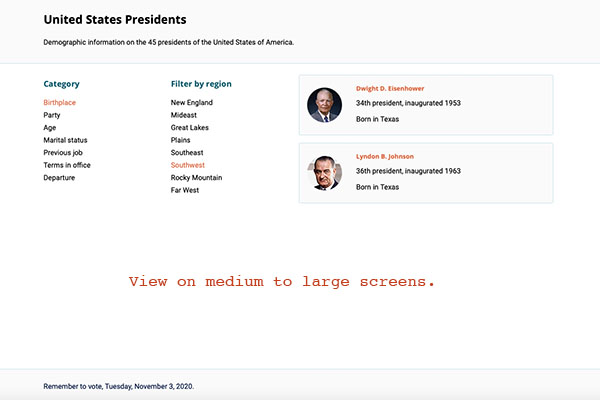 United States Presidents
Demographic information on the 45 presidents of the United States of America.
Category
Birthplace
Party
Age
Marital status
Previous job
Terms in office
Departure
Filter by region
New England
Mideast
Great Lakes
Plains
Southeast
Southwest
Rocky Mountain
Far West
Dwight D. Eisenhower
34th president, inaugurated 1953
Born in Texas
Lyndon B. Johnson
36th president, inaugurated 1963
Born in Texas
View on medium to large screens.
Remember to vote, Tuesday, November 3, 2020.